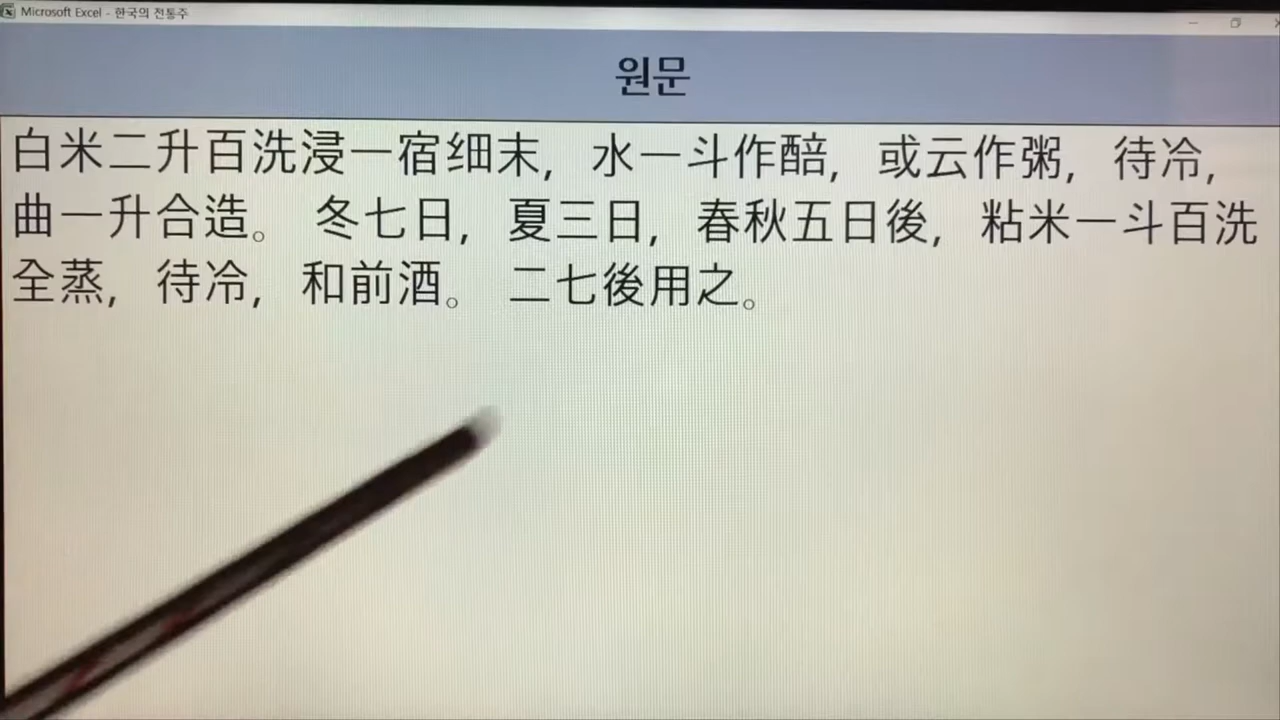 Microsoft Excel - 한국의 전통주
원문
白米二升百洗浸一宿细末，水一斗作醅，或云作粥，待冷，
曲一升合造。冬七日，夏三日，春秋五日後，粘米一斗百洗
全蒸，待冷，和前酒。二七後用之。